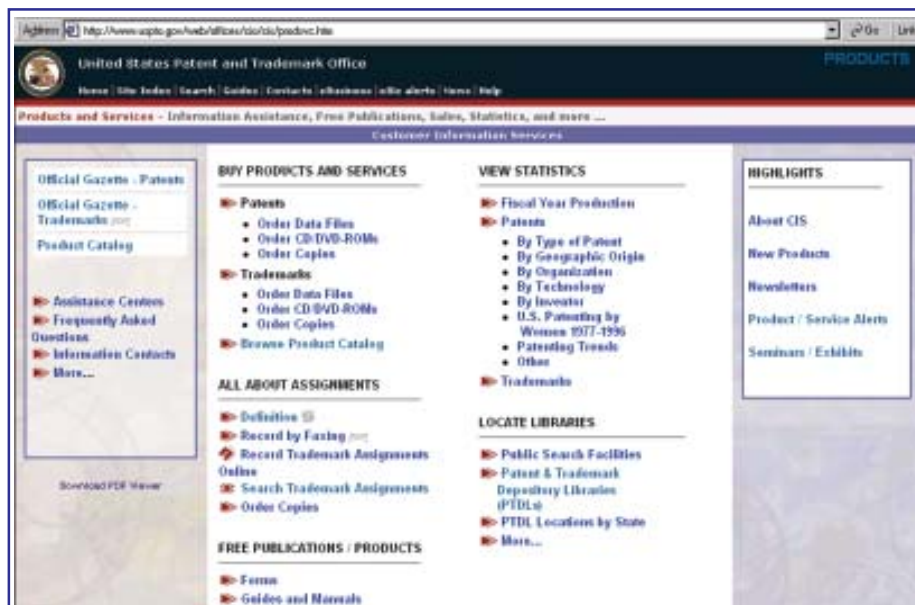 Address http://www.uspto.gov/web/offices/cio/cis/prodsvc.htm Go Link
United States Patent and Trademark Office
PRODUCTS
Home | Site Index | Search | Guides | Contacts | eBusiness | eBiz alerts | News | Help
Products and Services - Information Assistance, Free Publications, Sales, Statistics, and more ...
Customer Information Services
Official Gazette - Patents
Official Gazette -
Trademarks
Product Catalog
Assistance Centers
Frequently Asked
Questions
Information Contacts
More...
Download PDF Viewer
BUY PRODUCTS AND SERVICES
Patents
• Order Data Files
• Order CD/DVD-ROMs
• Order Copies
Trademarks
• Order Data Files
• Order CD/DVD-ROMs
• Order Copies
Browse Product Catalog
ALL ABOUT ASSIGNMENTS
Definitive
Record by Faxing
Record Trademark Assignments
Online
Search Trademark Assignments
Order Copies
FREE PUBLICATIONS / PRODUCTS
Forms
Guides and Manuals
VIEW STATISTICS
Fiscal Year Production
Patents
• By Type of Patent
• By Geographic Origin
• By Organization
• By Technology
• By Inventor
• U.S. Patenting by
Women 1977-1996
• Patenting Trends
• Other
Trademarks
LOCATE LIBRARIES
Public Search Facilities
Patent & Trademark
Depository Libraries
(PTDLs)
PTDL Locations by State
More...
HIGHLIGHTS
About CIS
New Products
Newsletters
Product / Service Alerts
Seminars / Exhibits